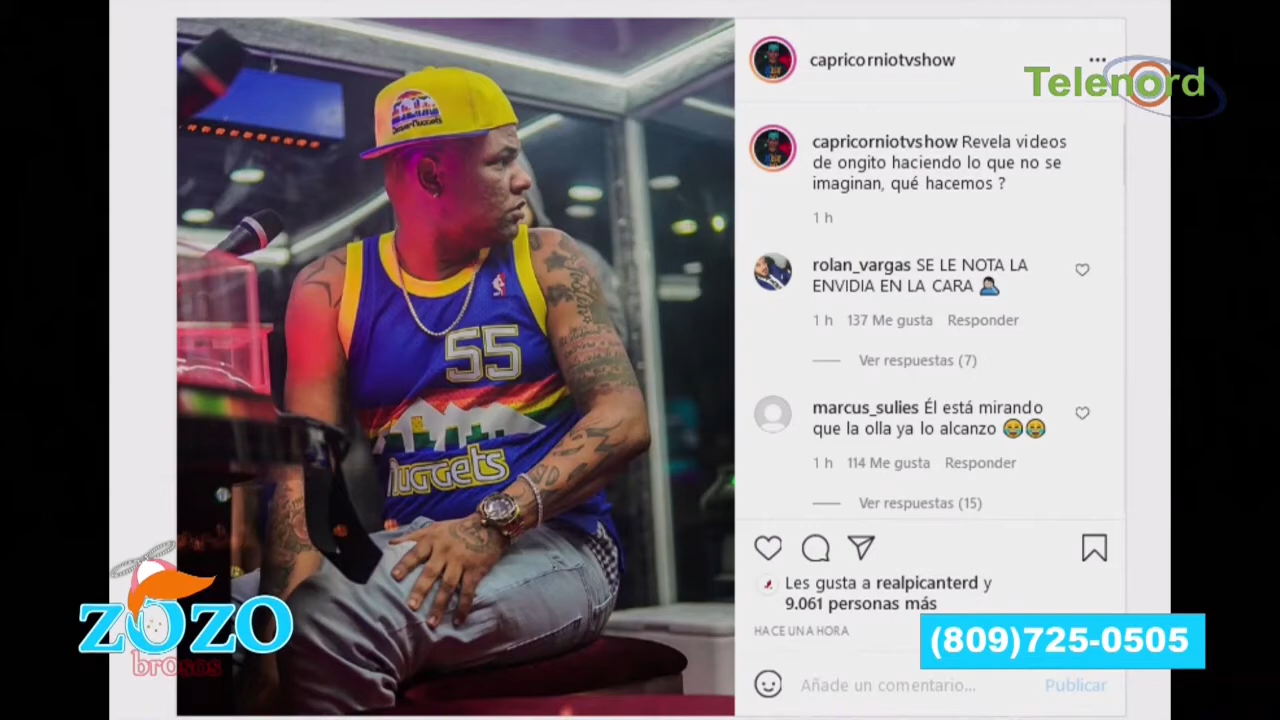 capricorniotvshow
Telenord
capricorniotvshow Revela videos
de ongito haciendo lo que no se
imaginan, qué hacemos ?
1 h
rolan_vargas SE LE NOTA LA
ENVIDIA EN LA CARA
1 h 137 Me gusta Responder
Ver respuestas (7)
marcus_sulies Él está mirando
que la olla ya lo alcanzo 😂😂
1 h 114 Me gusta Responder
Ver respuestas (15)
Les gusta a realpicanterd y
9.061 personas más
HACE UNA HORA
Añade un comentario... Publicar
(809)725-0505
55
Nuggets
ZOZO
brosos